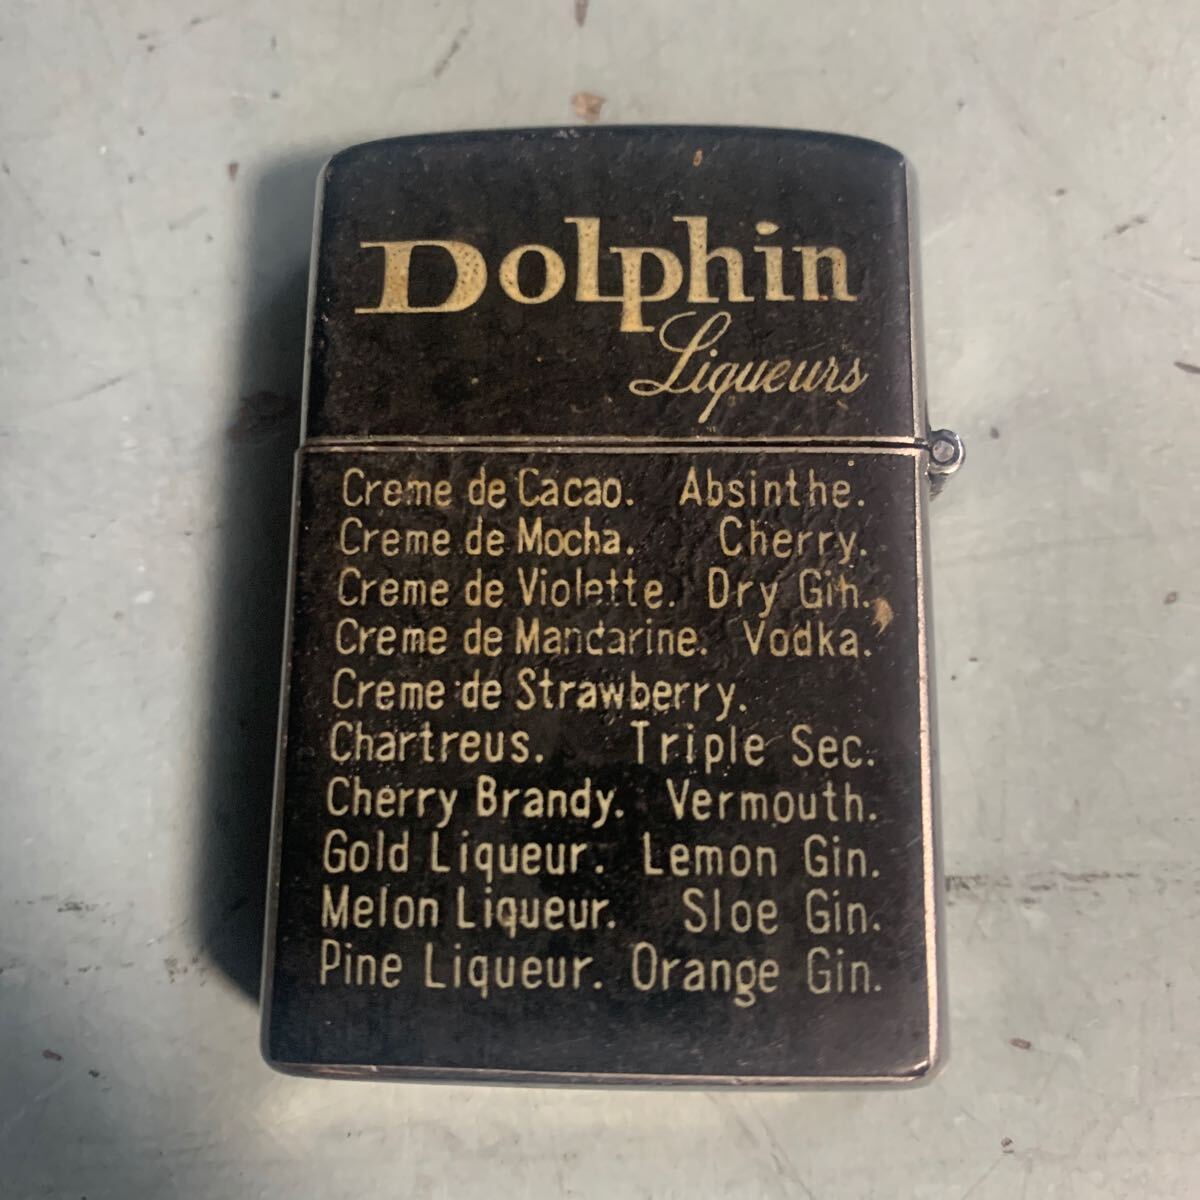 Dolphin
Liqueurs
Creme de Cacao. Absinthe.
Creme de Mocha. Cherry.
Creme de Violette. Dry Gin.
Creme de Mandarine. Vodka.
Creme de Strawberry.
Chartreus. Triple Sec.
Cherry Brandy. Vermouth.
Gold Liqueur. Lemon Gin.
Melon Liqueur. Sloe Gin.
Pine Liqueur. Orange Gin.